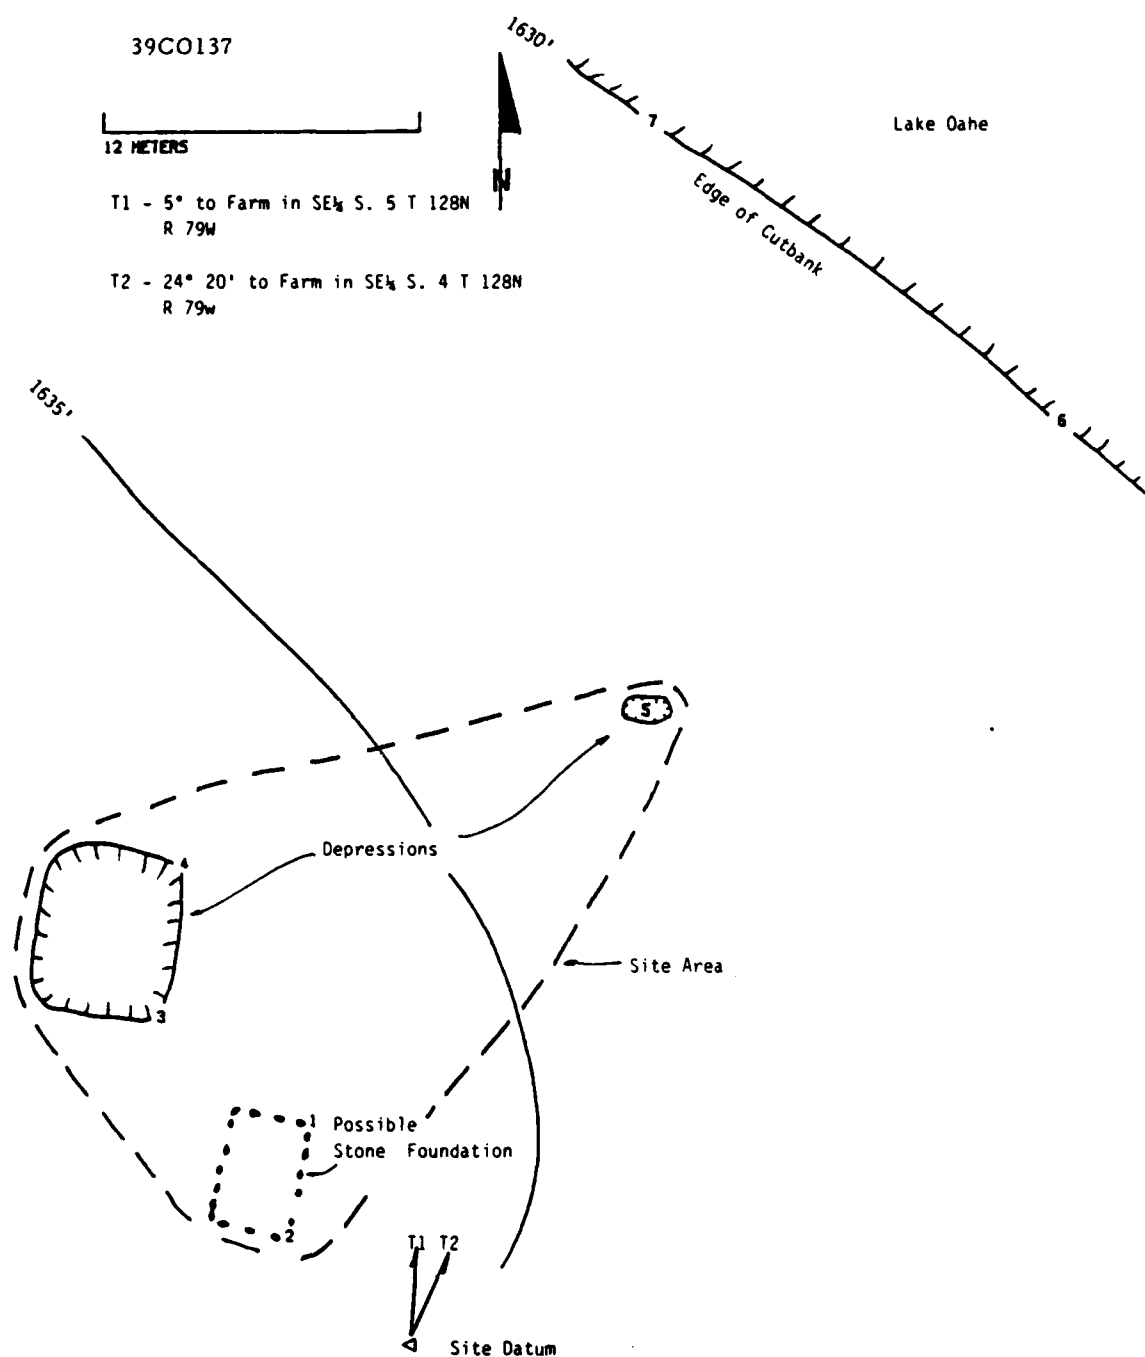 39CO137
1630'
7
Lake Oahe
12 METERS
N
Edge of Cutbank
T1 - 5° to Farm in SE¼ S. 5 T 128N
R 79W
T2 - 24° 20' to Farm in SE¼ S. 4 T 128N
R 79w
1635'
6
5
Depressions
4
Site Area
3
1
Possible
Stone Foundation
2
T1 T2
Site Datum